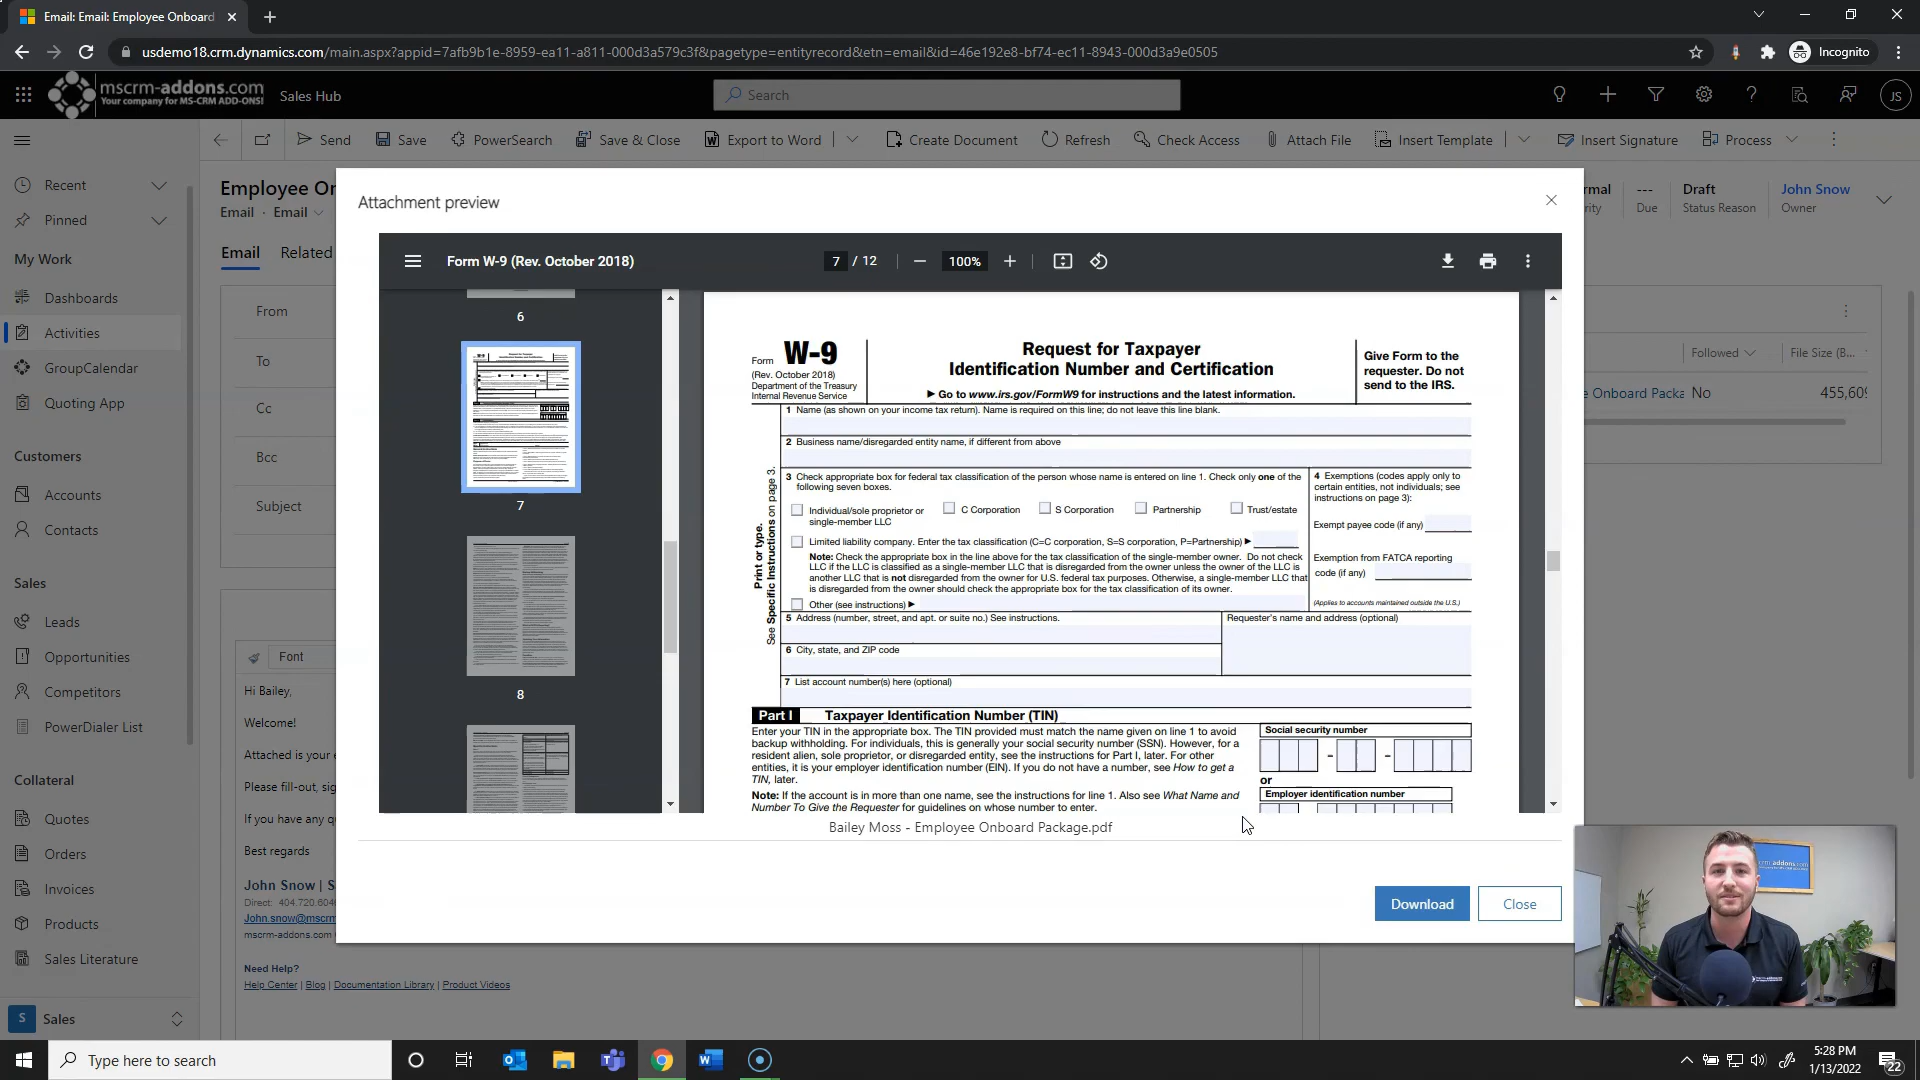 Email: Email: Employee Onboard
usdemo18.crm.dynamics.com/main.aspx?appid=7afb9b1e-8959-ea11-a811-000d3a579c3f&pagetype=entityrecord&etn=email&id=46e192e8-bf74-ec11-8943-000d3a9e0505
Incognito
mscrm-addons.com
Your company for MS-CRM ADD-ONS!
Sales Hub
Search
JS
Send
Save
PowerSearch
Save & Close
Export to Word
Create Document
Refresh
Check Access
Attach File
Insert Template
Insert Signature
Process
Recent
Pinned
My Work
Dashboards
Activities
GroupCalendar
Quoting App
Customers
Accounts
Contacts
Sales
Leads
Opportunities
Competitors
PowerDialer List
Collateral
Quotes
Orders
Invoices
Products
Sales Literature
S
Sales
Employee On
Email · Email
Email
Related
rmal
rity
---
Due
Draft
Status Reason
John Snow
Owner
From
To
Cc
Bcc
Subject
Followed
File Size (B...
e Onboard Packa
No
455,609
Font
Hi Bailey,
Welcome!
Attached is your e
Please fill-out, sig
If you have any qu
Best regards
John Snow | S
Direct: 404.720.604
John.snow@mscrm
mscrm-addons.com
Need Help?
Help Center | Blog | Documentation Library | Product Videos
Attachment preview
Form W-9 (Rev. October 2018)
7 / 12
100%
6
7
8
Form W-9
(Rev. October 2018)
Department of the Treasury
Internal Revenue Service
Request for Taxpayer
Identification Number and Certification
▶ Go to www.irs.gov/FormW9 for instructions and the latest information.
Give Form to the
requester. Do not
send to the IRS.
Print or type.
See Specific Instructions on page 3.
1 Name (as shown on your income tax return). Name is required on this line; do not leave this line blank.
2 Business name/disregarded entity name, if different from above
3 Check appropriate box for federal tax classification of the person whose name is entered on line 1. Check only one of the
following seven boxes.
Individual/sole proprietor or
single-member LLC
C Corporation
S Corporation
Partnership
Trust/estate
Limited liability company. Enter the tax classification (C=C corporation, S=S corporation, P=Partnership) ▶
Note: Check the appropriate box in the line above for the tax classification of the single-member owner. Do not check
LLC if the LLC is classified as a single-member LLC that is disregarded from the owner unless the owner of the LLC is
another LLC that is not disregarded from the owner for U.S. federal tax purposes. Otherwise, a single-member LLC that
is disregarded from the owner should check the appropriate box for the tax classification of its owner.
Other (see instructions) ▶
4 Exemptions (codes apply only to
certain entities, not individuals; see
instructions on page 3):
Exempt payee code (if any)
Exemption from FATCA reporting
code (if any)
(Applies to accounts maintained outside the U.S.)
5 Address (number, street, and apt. or suite no.) See instructions.
Requester's name and address (optional)
6 City, state, and ZIP code
7 List account number(s) here (optional)
Part I
Taxpayer Identification Number (TIN)
Enter your TIN in the appropriate box. The TIN provided must match the name given on line 1 to avoid
backup withholding. For individuals, this is generally your social security number (SSN). However, for a
resident alien, sole proprietor, or disregarded entity, see the instructions for Part I, later. For other
entities, it is your employer identification number (EIN). If you do not have a number, see How to get a
TIN, later.
Note: If the account is in more than one name, see the instructions for line 1. Also see What Name and
Number To Give the Requester for guidelines on whose number to enter.
Social security number
– –
or
Employer identification number
Bailey Moss - Employee Onboard Package.pdf
Download
Close
Type here to search
5:28 PM
1/13/2022
22